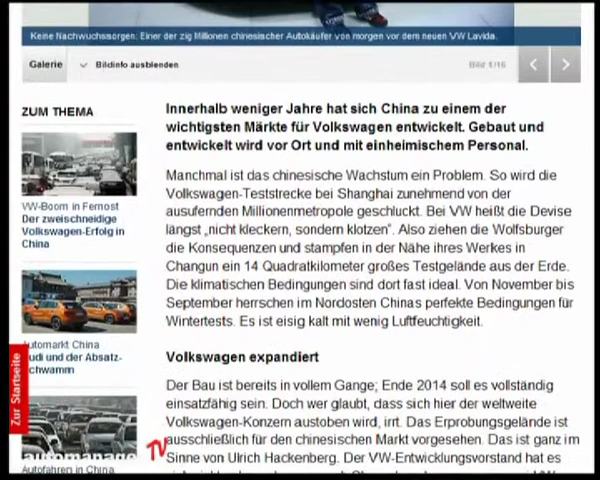 Keine Nachwuchssorgen: Einer der zig Millionen chinesischer Autokäufer von morgen vor dem neuen VW Lavida.
Galerie
Bildinfo ausblenden
Bild 1/16
ZUM THEMA
VW-Boom in Fernost
Der zweischneidige
Volkswagen-Erfolg in
China
utomarkt China
udi und der Absatz-
chwamm
Zur Startseite
automanager TV
Autofahren in China
Innerhalb weniger Jahre hat sich China zu einem der
wichtigsten Märkte für Volkswagen entwickelt. Gebaut und
entwickelt wird vor Ort und mit einheimischem Personal.
Manchmal ist das chinesische Wachstum ein Problem. So wird die
Volkswagen-Teststrecke bei Shanghai zunehmend von der
ausufernden Millionenmetropole geschluckt. Bei VW heißt die Devise
längst „nicht kleckern, sondern klotzen". Also ziehen die Wolfsburger
die Konsequenzen und stampfen in der Nähe ihres Werkes in
Changun ein 14 Quadratkilometer großes Testgelände aus der Erde.
Die klimatischen Bedingungen sind dort fast ideal. Von November bis
September herrschen im Nordosten Chinas perfekte Bedingungen für
Wintertests. Es ist eisig kalt mit wenig Luftfeuchtigkeit.
Volkswagen expandiert
Der Bau ist bereits in vollem Gange; Ende 2014 soll es vollständig
einsatzfähig sein. Doch wer glaubt, dass sich hier der weltweite
Volkswagen-Konzern austoben wird, irrt. Das Erprobungsgelände ist
ausschließlich für den chinesischen Markt vorgesehen. Das ist ganz im
Sinne von Ulrich Hackenberg. Der VW-Entwicklungsvorstand hat es